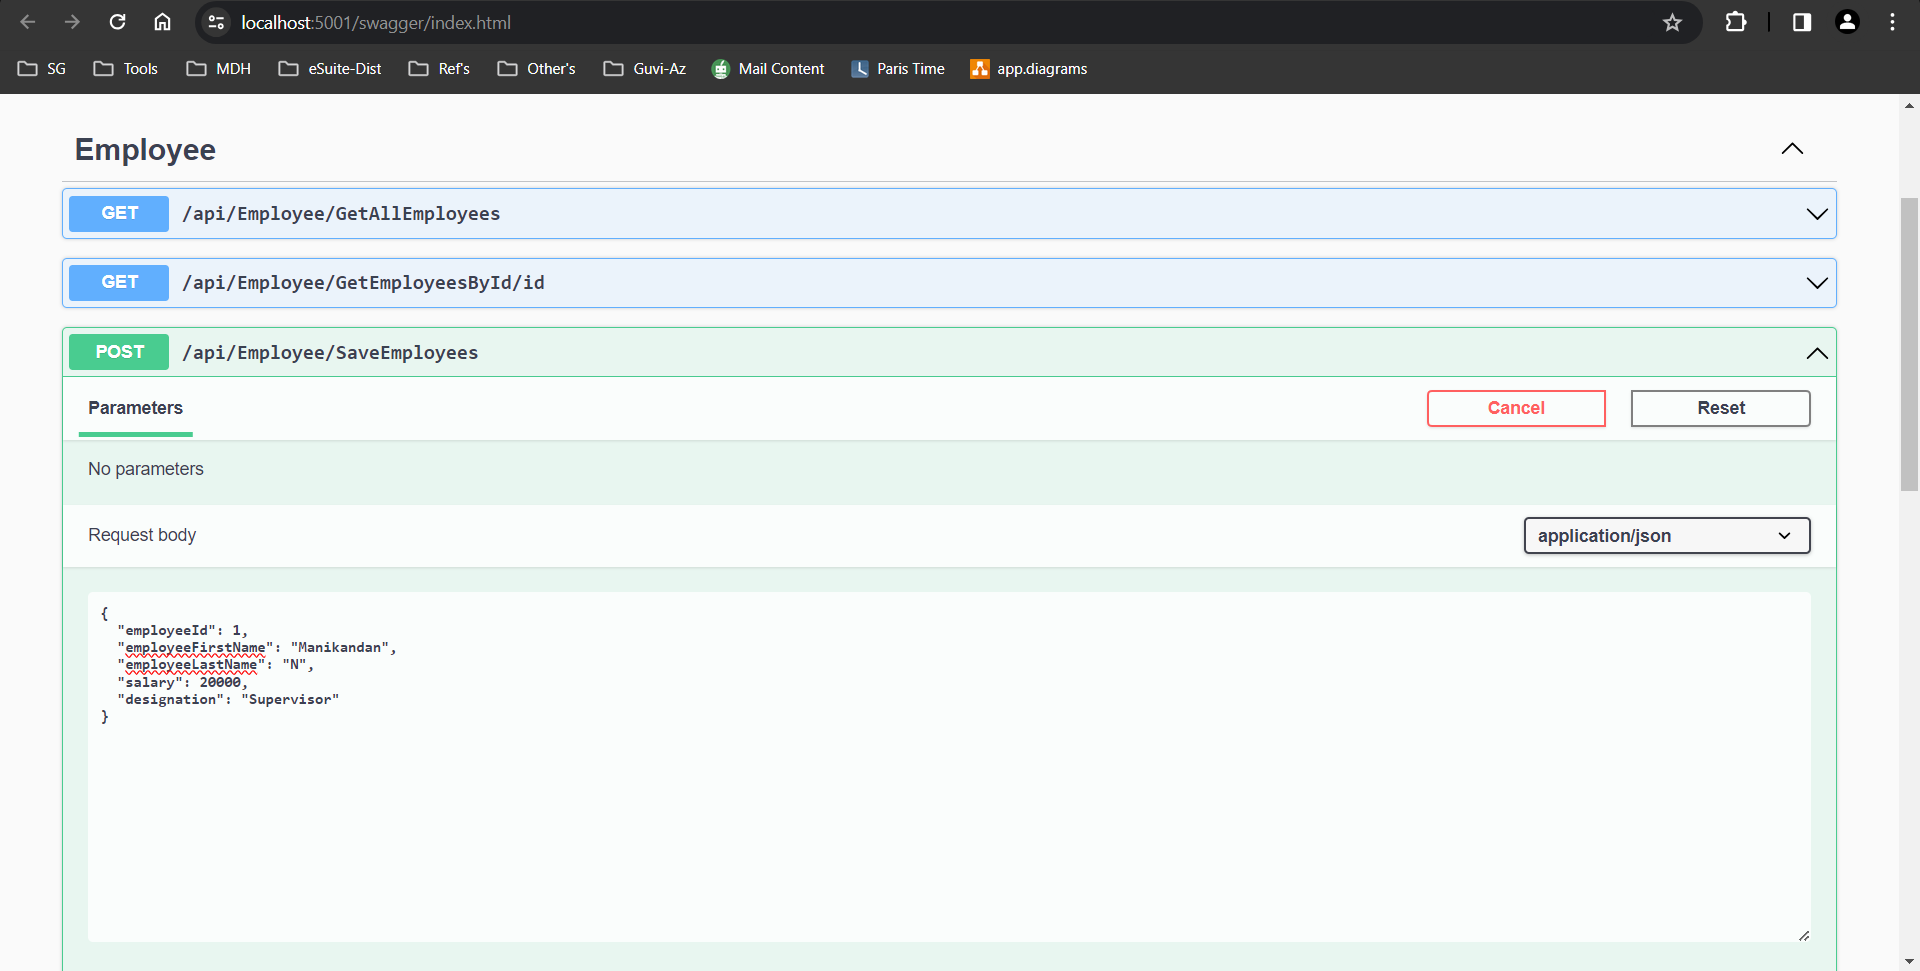 localhost:5001/swagger/index.html
SG Tools MDH eSuite-Dist Ref's Other's Guvi-Az Mail Content Paris Time app.diagrams
Employee
GET /api/Employee/GetAllEmployees
GET /api/Employee/GetEmployeesById/id
POST /api/Employee/SaveEmployees
Parameters Cancel Reset
No parameters
Request body application/json
{
"employeeId": 1,
"employeeFirstName": "Manikandan",
"employeeLastName": "N",
"salary": 20000,
"designation": "Supervisor"
}